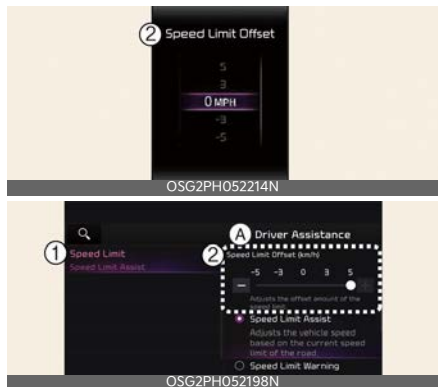 2 Speed Limit Offset
5
3
0 MPH
-3
-5
OSG2PH052214N
A Driver Assistance
1 Speed Limit
Speed Limit Assist
2 Speed Limit Offset (km/h)
-5 -3 0 3 5
− +
Adjusts the offset amount of the
speed limit.
Speed Limit Assist
Adjusts the vehicle speed
based on the current speed
limit of the road.
Speed Limit Warning
OSG2PH052198N